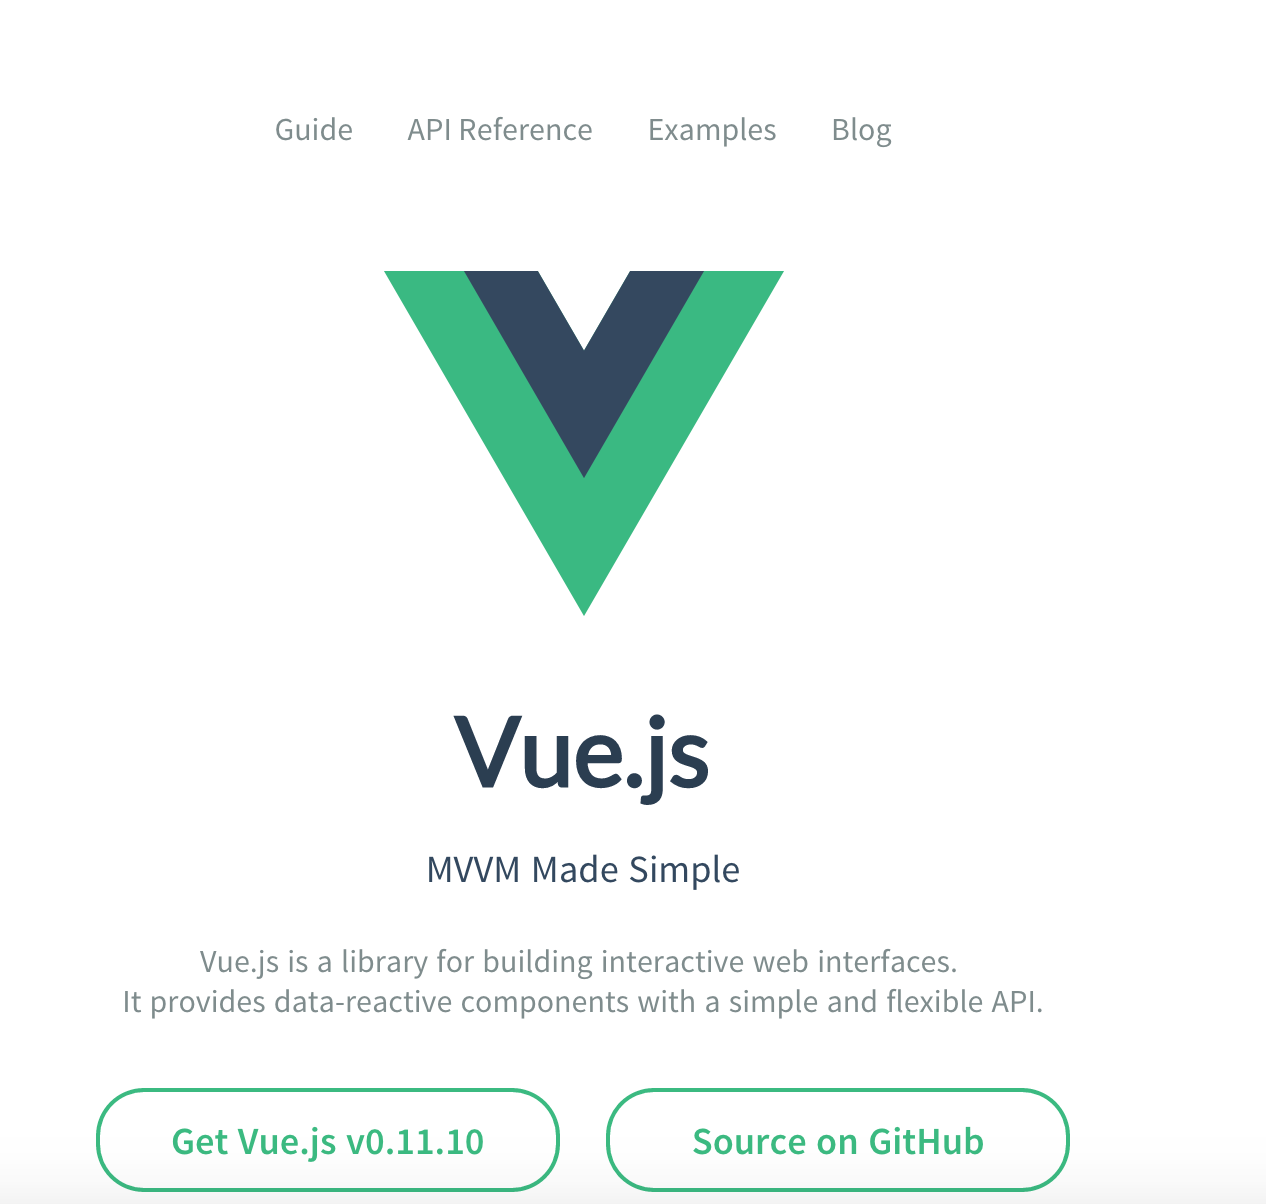 Guide API Reference Examples Blog
Vue.js
MVVM Made Simple
Vue.js is a library for building interactive web interfaces.
It provides data-reactive components with a simple and flexible API.
Get Vue.js v0.11.10 Source on GitHub